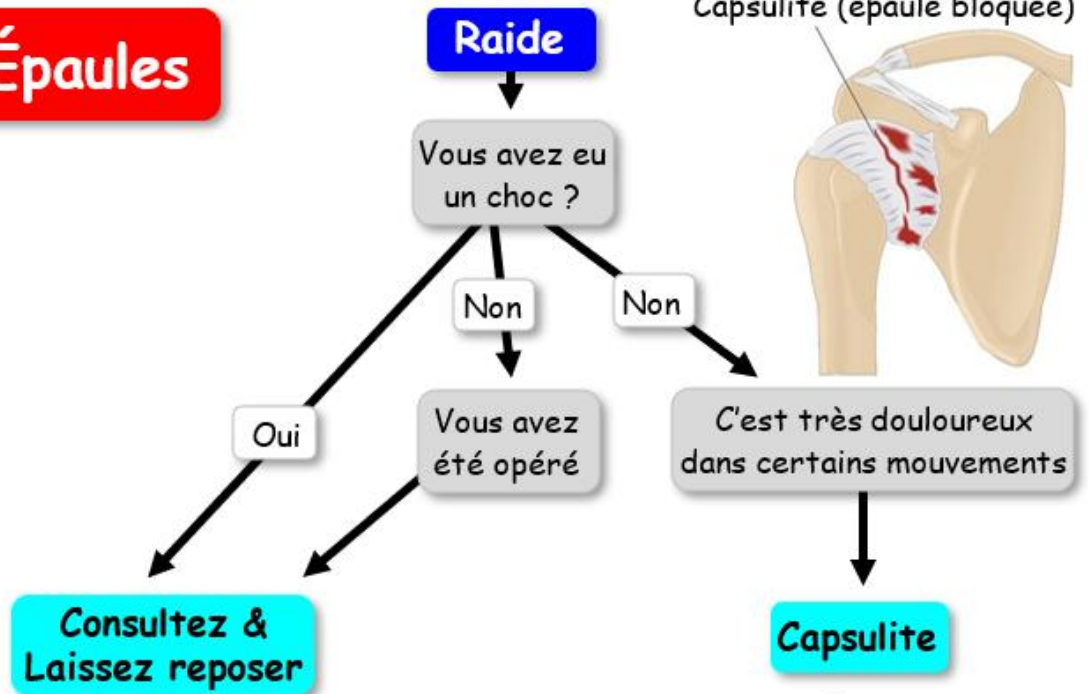 Épaules
Raide
Capsulite (épaule bloquée)
Vous avez eu
un choc ?
Non
Non
Oui
Vous avez
été opéré
C'est très douloureux
dans certains mouvements
Consultez &
Laissez reposer
Capsulite